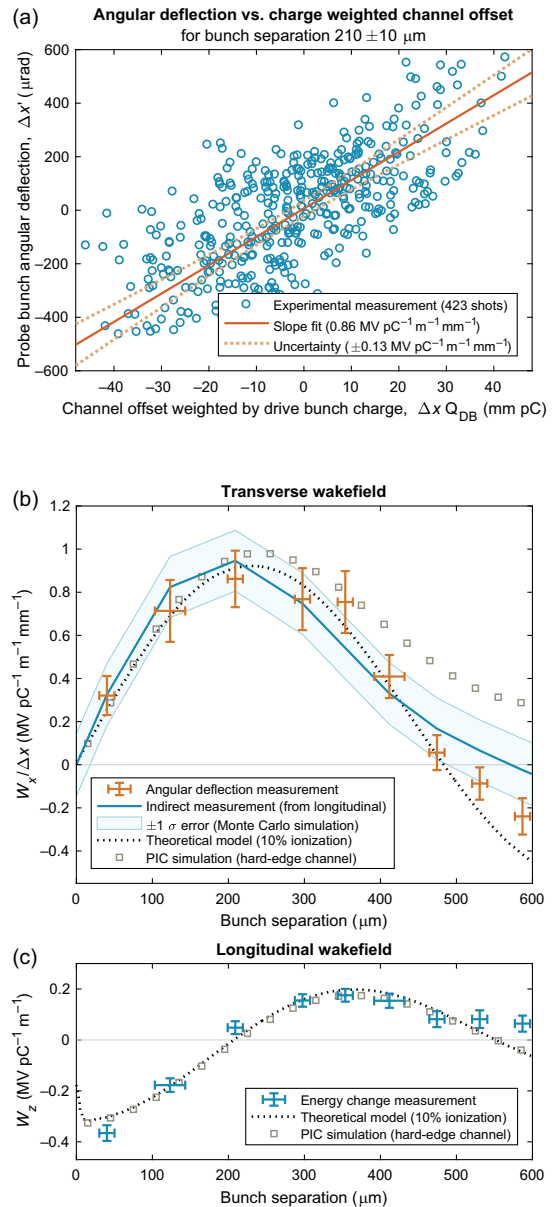 (a)
Angular deflection vs. charge weighted channel offset
for bunch separation 210 ±10 μm
600
400
200
0
−200
−400
−600
Probe bunch angular deflection, Δx′ (μrad)
Experimental measurement (423 shots)
Slope fit (0.86 MV pC⁻¹ m⁻¹ mm⁻¹)
Uncertainty (±0.13 MV pC⁻¹ m⁻¹ mm⁻¹)
−40 −30 −20 −10 0 10 20 30 40
Channel offset weighted by drive bunch charge, Δx Q_DB (mm pC)
(b)
Transverse wakefield
1.2
1
0.8
0.6
0.4
0.2
0
−0.2
−0.4
W_x/Δx (MV pC⁻¹ m⁻¹ mm⁻¹)
Angular deflection measurement
Indirect measurement (from longitudinal)
±1 σ error (Monte Carlo simulation)
Theoretical model (10% ionization)
PIC simulation (hard-edge channel)
0 100 200 300 400 500 600
Bunch separation (μm)
(c)
Longitudinal wakefield
0.2
0
−0.2
−0.4
W_z (MV pC⁻¹ m⁻¹)
Energy change measurement
Theoretical model (10% ionization)
PIC simulation (hard-edge channel)
0 100 200 300 400 500 600
Bunch separation (μm)